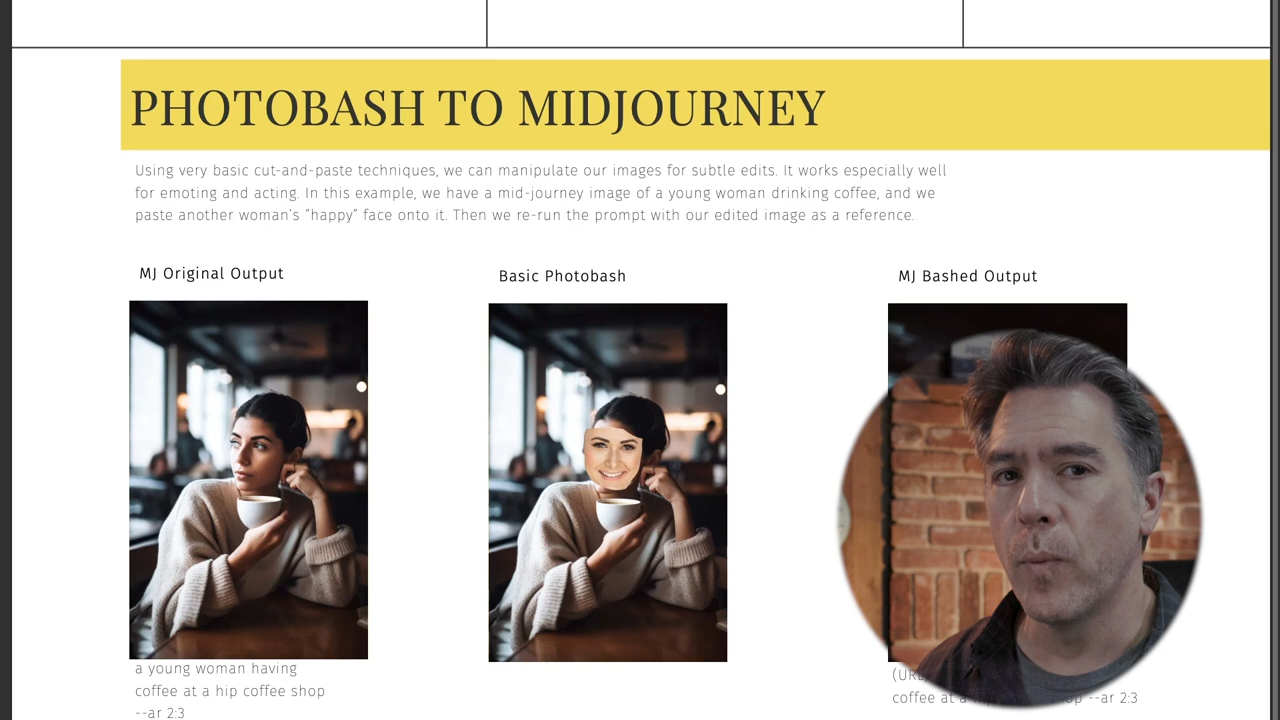 PHOTOBASH TO MIDJOURNEY
Using very basic cut-and-paste techniques, we can manipulate our images for subtle edits. It works especially well
for emoting and acting. In this example, we have a mid-journey image of a young woman drinking coffee, and we
paste another woman's "happy" face onto it. Then we re-run the prompt with our edited image as a reference.
MJ Original Output
Basic Photobash
MJ Bashed Output
a young woman having
coffee at a hip coffee shop
--ar 2:3
coffee at --ar 2:3